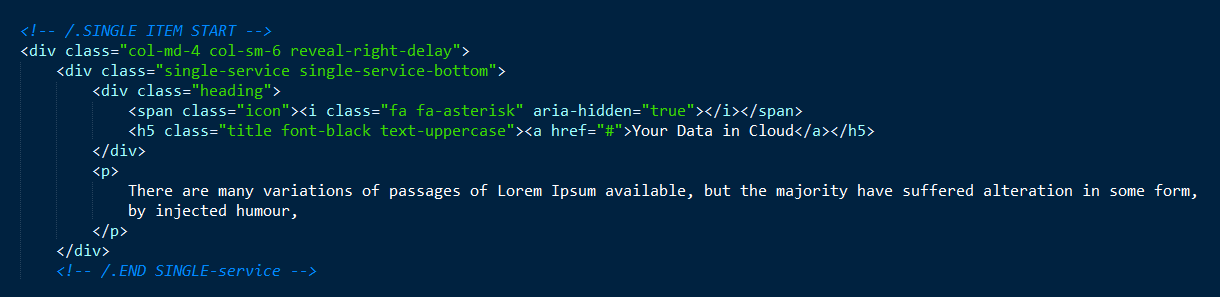 <!-- /.SINGLE ITEM START -->
<div class="col-md-4 col-sm-6 reveal-right-delay">
<div class="single-service single-service-bottom">
<div class="heading">
<span class="icon"><i class="fa fa-asterisk" aria-hidden="true"></i></span>
<h5 class="title font-black text-uppercase"><a href="#">Your Data in Cloud</a></h5>
</div>
<p>
There are many variations of passages of Lorem Ipsum available, but the majority have suffered alteration in some form,
by injected humour,
</p>
</div>
<!-- /.END SINGLE-service -->